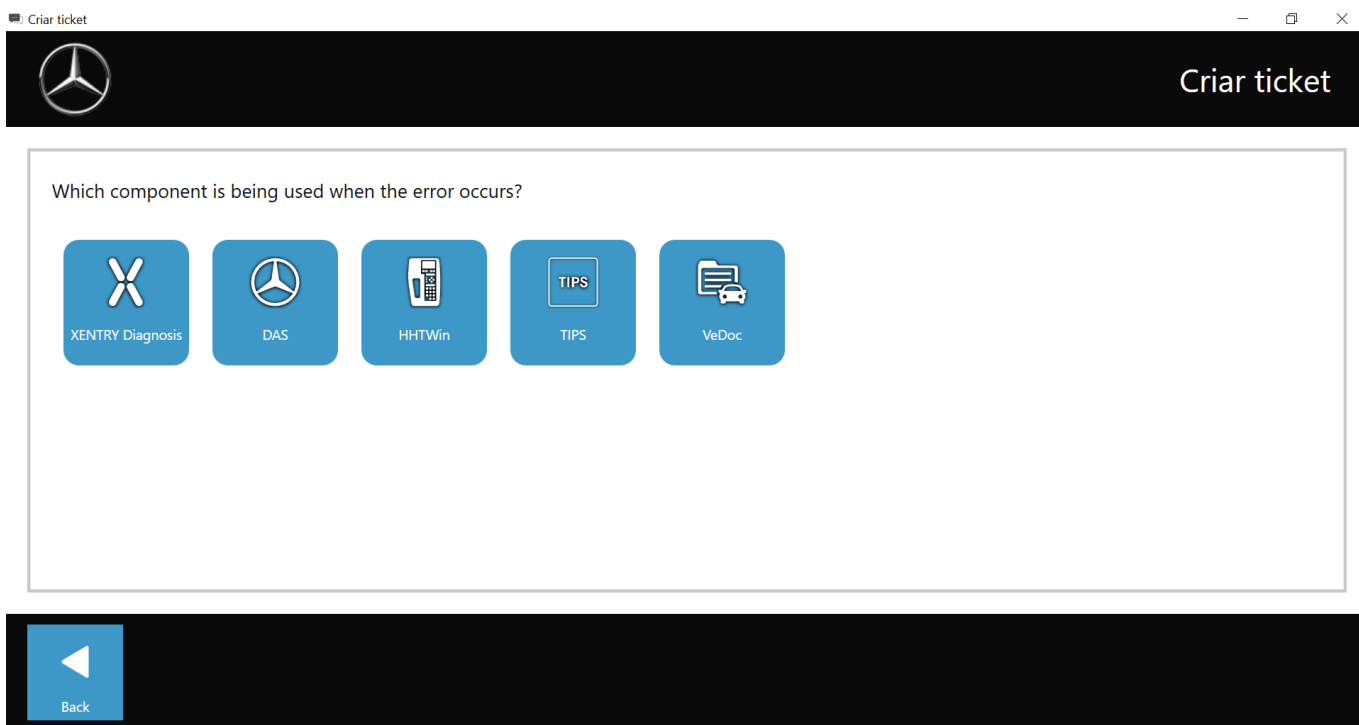 Criar ticket
Criar ticket
Which component is being used when the error occurs?
XENTRY Diagnosis
DAS
HHTWin
TIPS
TIPS
VeDoc
Back